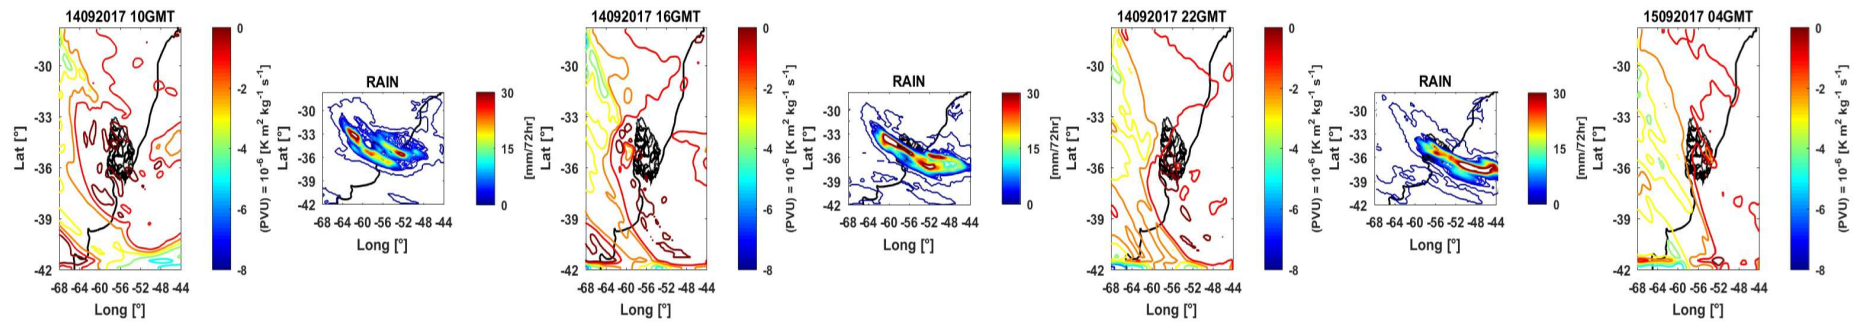 14092017 10GMT
-30
-33
-36
-39
-42
Lat [°]
-68 -64 -60 -56 -52 -48 -44
Long [°]
0
-2
-4
-6
-8
(PVU) = 10⁻⁶ [K m² kg⁻¹ s⁻¹]
RAIN
-30
-33
-36
-39
-42
Lat [°]
-68 -64 -60 -56 -52 -48 -44
Long [°]
30
15
0
[mm/72hr]
14092017 16GMT
-30
-33
-36
-39
-42
Lat [°]
-68 -64 -60 -56 -52 -48 -44
Long [°]
0
-2
-4
-6
-8
(PVU) = 10⁻⁶ [K m² kg⁻¹ s⁻¹]
RAIN
-30
-33
-36
-39
-42
Lat [°]
-68 -64 -60 -56 -52 -48 -44
Long [°]
30
15
0
[mm/72hr]
14092017 22GMT
-30
-33
-36
-39
-42
Lat [°]
-68 -64 -60 -56 -52 -48 -44
Long [°]
0
-2
-4
-6
-8
(PVU) = 10⁻⁶ [K m² kg⁻¹ s⁻¹]
RAIN
-30
-33
-36
-39
-42
Lat [°]
-68 -64 -60 -56 -52 -48 -44
Long [°]
30
15
0
[mm/72hr]
15092017 04GMT
-30
-33
-36
-39
-42
Lat [°]
-68 -64 -60 -56 -52 -48 -44
Long [°]
0
-2
-4
-6
-8
(PVU) = 10⁻⁶ [K m² kg⁻¹ s⁻¹]